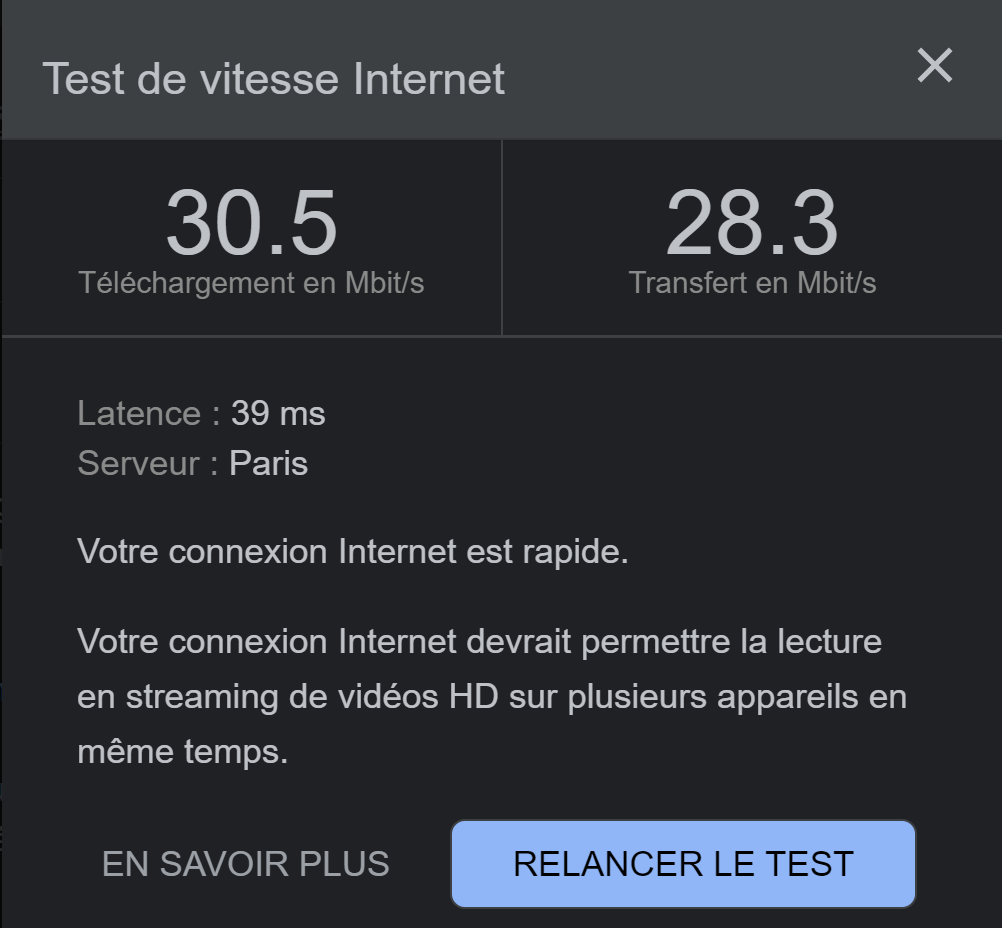 Test de vitesse Internet
30.5
Téléchargement en Mbit/s
28.3
Transfert en Mbit/s
Latence : 39 ms
Serveur : Paris
Votre connexion Internet est rapide.
Votre connexion Internet devrait permettre la lecture
en streaming de vidéos HD sur plusieurs appareils en
même temps.
EN SAVOIR PLUS
RELANCER LE TEST